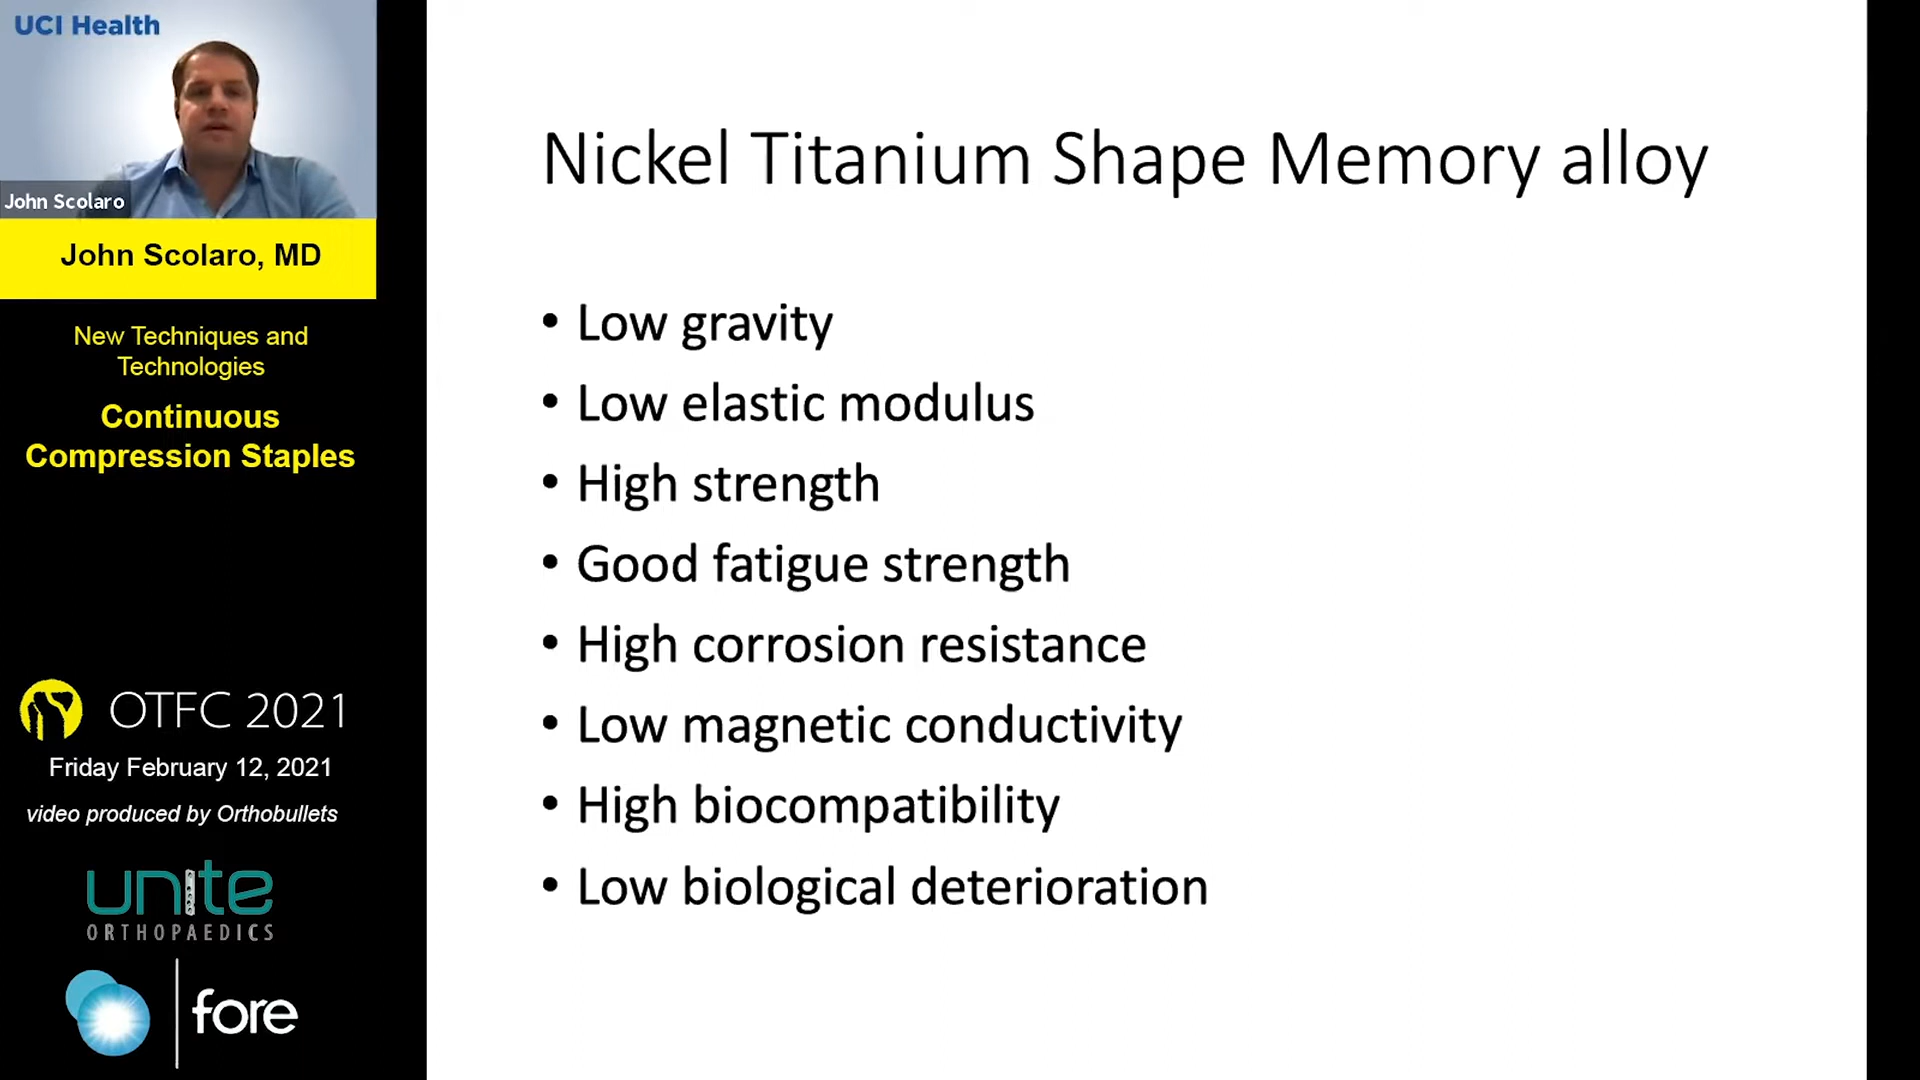 UCI Health
John Scolaro
John Scolaro, MD
New Techniques and
Technologies
Continuous
Compression Staples
OTFC 2021
Friday February 12, 2021
video produced by Orthobullets
unite
ORTHOPAEDICS
fore
Nickel Titanium Shape Memory alloy
• Low gravity
• Low elastic modulus
• High strength
• Good fatigue strength
• High corrosion resistance
• Low magnetic conductivity
• High biocompatibility
• Low biological deterioration